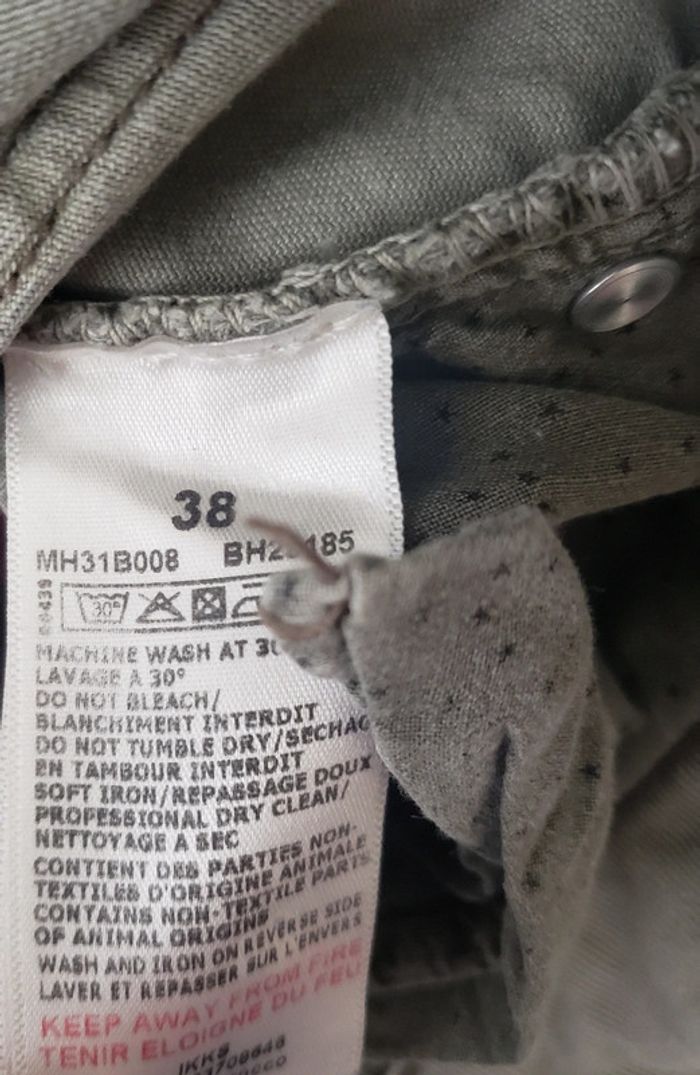 38
MH31B008
30°
MACHINE WASH AT
LAVAGE A 30°
DO NOT BLEACH/
BLANCHIMENT INTERDIT
DO NOT TUMBLE DRY/SECHAG
EN TAMBOUR INTERDIT
SOFT IRON/REPASSAGE DOUX
PROFESSIONAL DRY CLEAN/
NETTOYAGE A SEC
CONTIENT DES PARTIES NON-
TEXTILES D'ORIGINE ANIMALE
CONTAINS NON-TEXTILE PARTS
OF ANIMAL ORIGINS
WASH AND IRON ON REVERSE SIDE
LAVER ET REPASSER SUR L'ENVERS
KEEP AWAY FROM FIRE
TENIR ELOIGNE DU FEU
IKKS